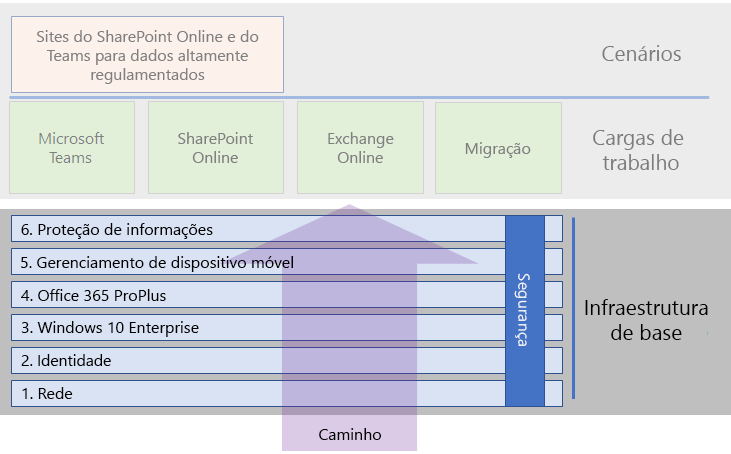 Sites do SharePoint Online e do
Teams para dados altamente
regulamentados
Cenários
Microsoft
Teams
SharePoint
Online
Exchange
Online
Migração
Cargas de
trabalho
6. Proteção de informações
5. Gerenciamento de dispositivo móvel
4. Office 365 ProPlus
3. Windows 10 Enterprise
2. Identidade
1. Rede
Segurança
Infraestrutura
de base
Caminho